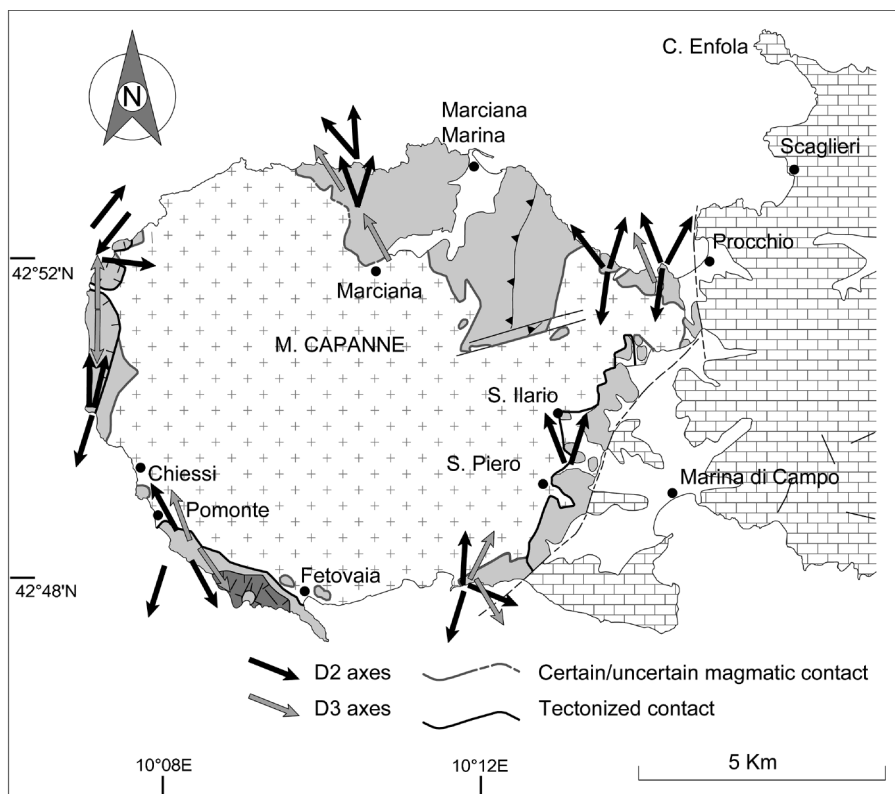 C. Enfola
N
Marciana
Marina
Scaglieri
Procchio
42°52'N
Marciana
M. CAPANNE
S. Ilario
S. Piero
Marina di Campo
Chiessi
Pomonte
Fetovaia
42°48'N
D2 axes
Certain/uncertain magmatic contact
D3 axes
Tectonized contact
10°08E
10°12E
5 Km